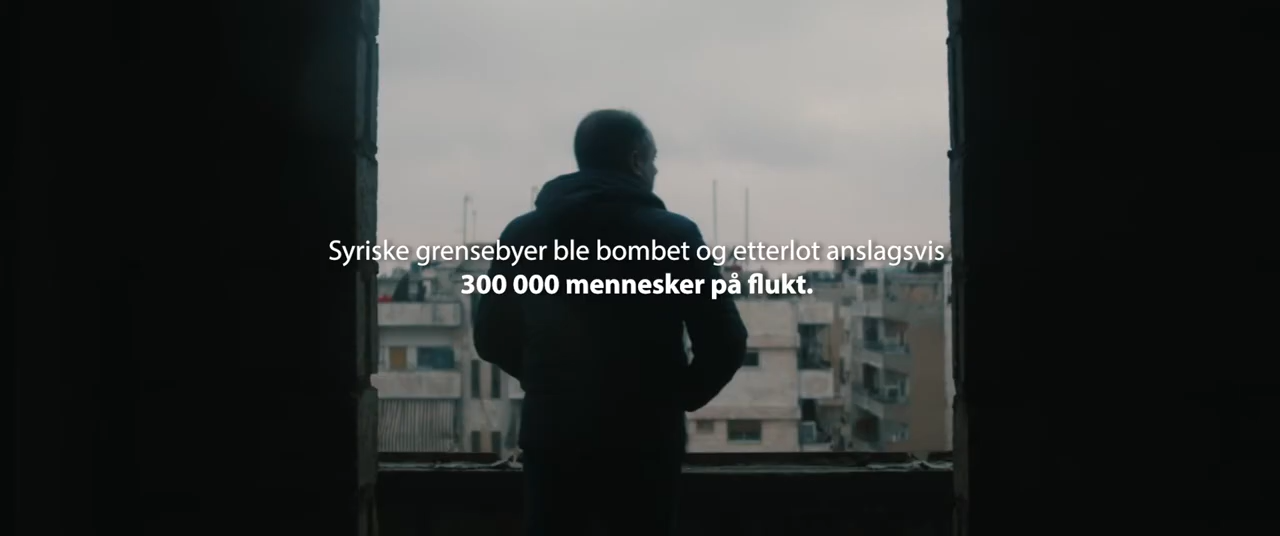 Syriske grensebyer ble bombet og etterlot anslagsvis
300 000 mennesker på flukt.